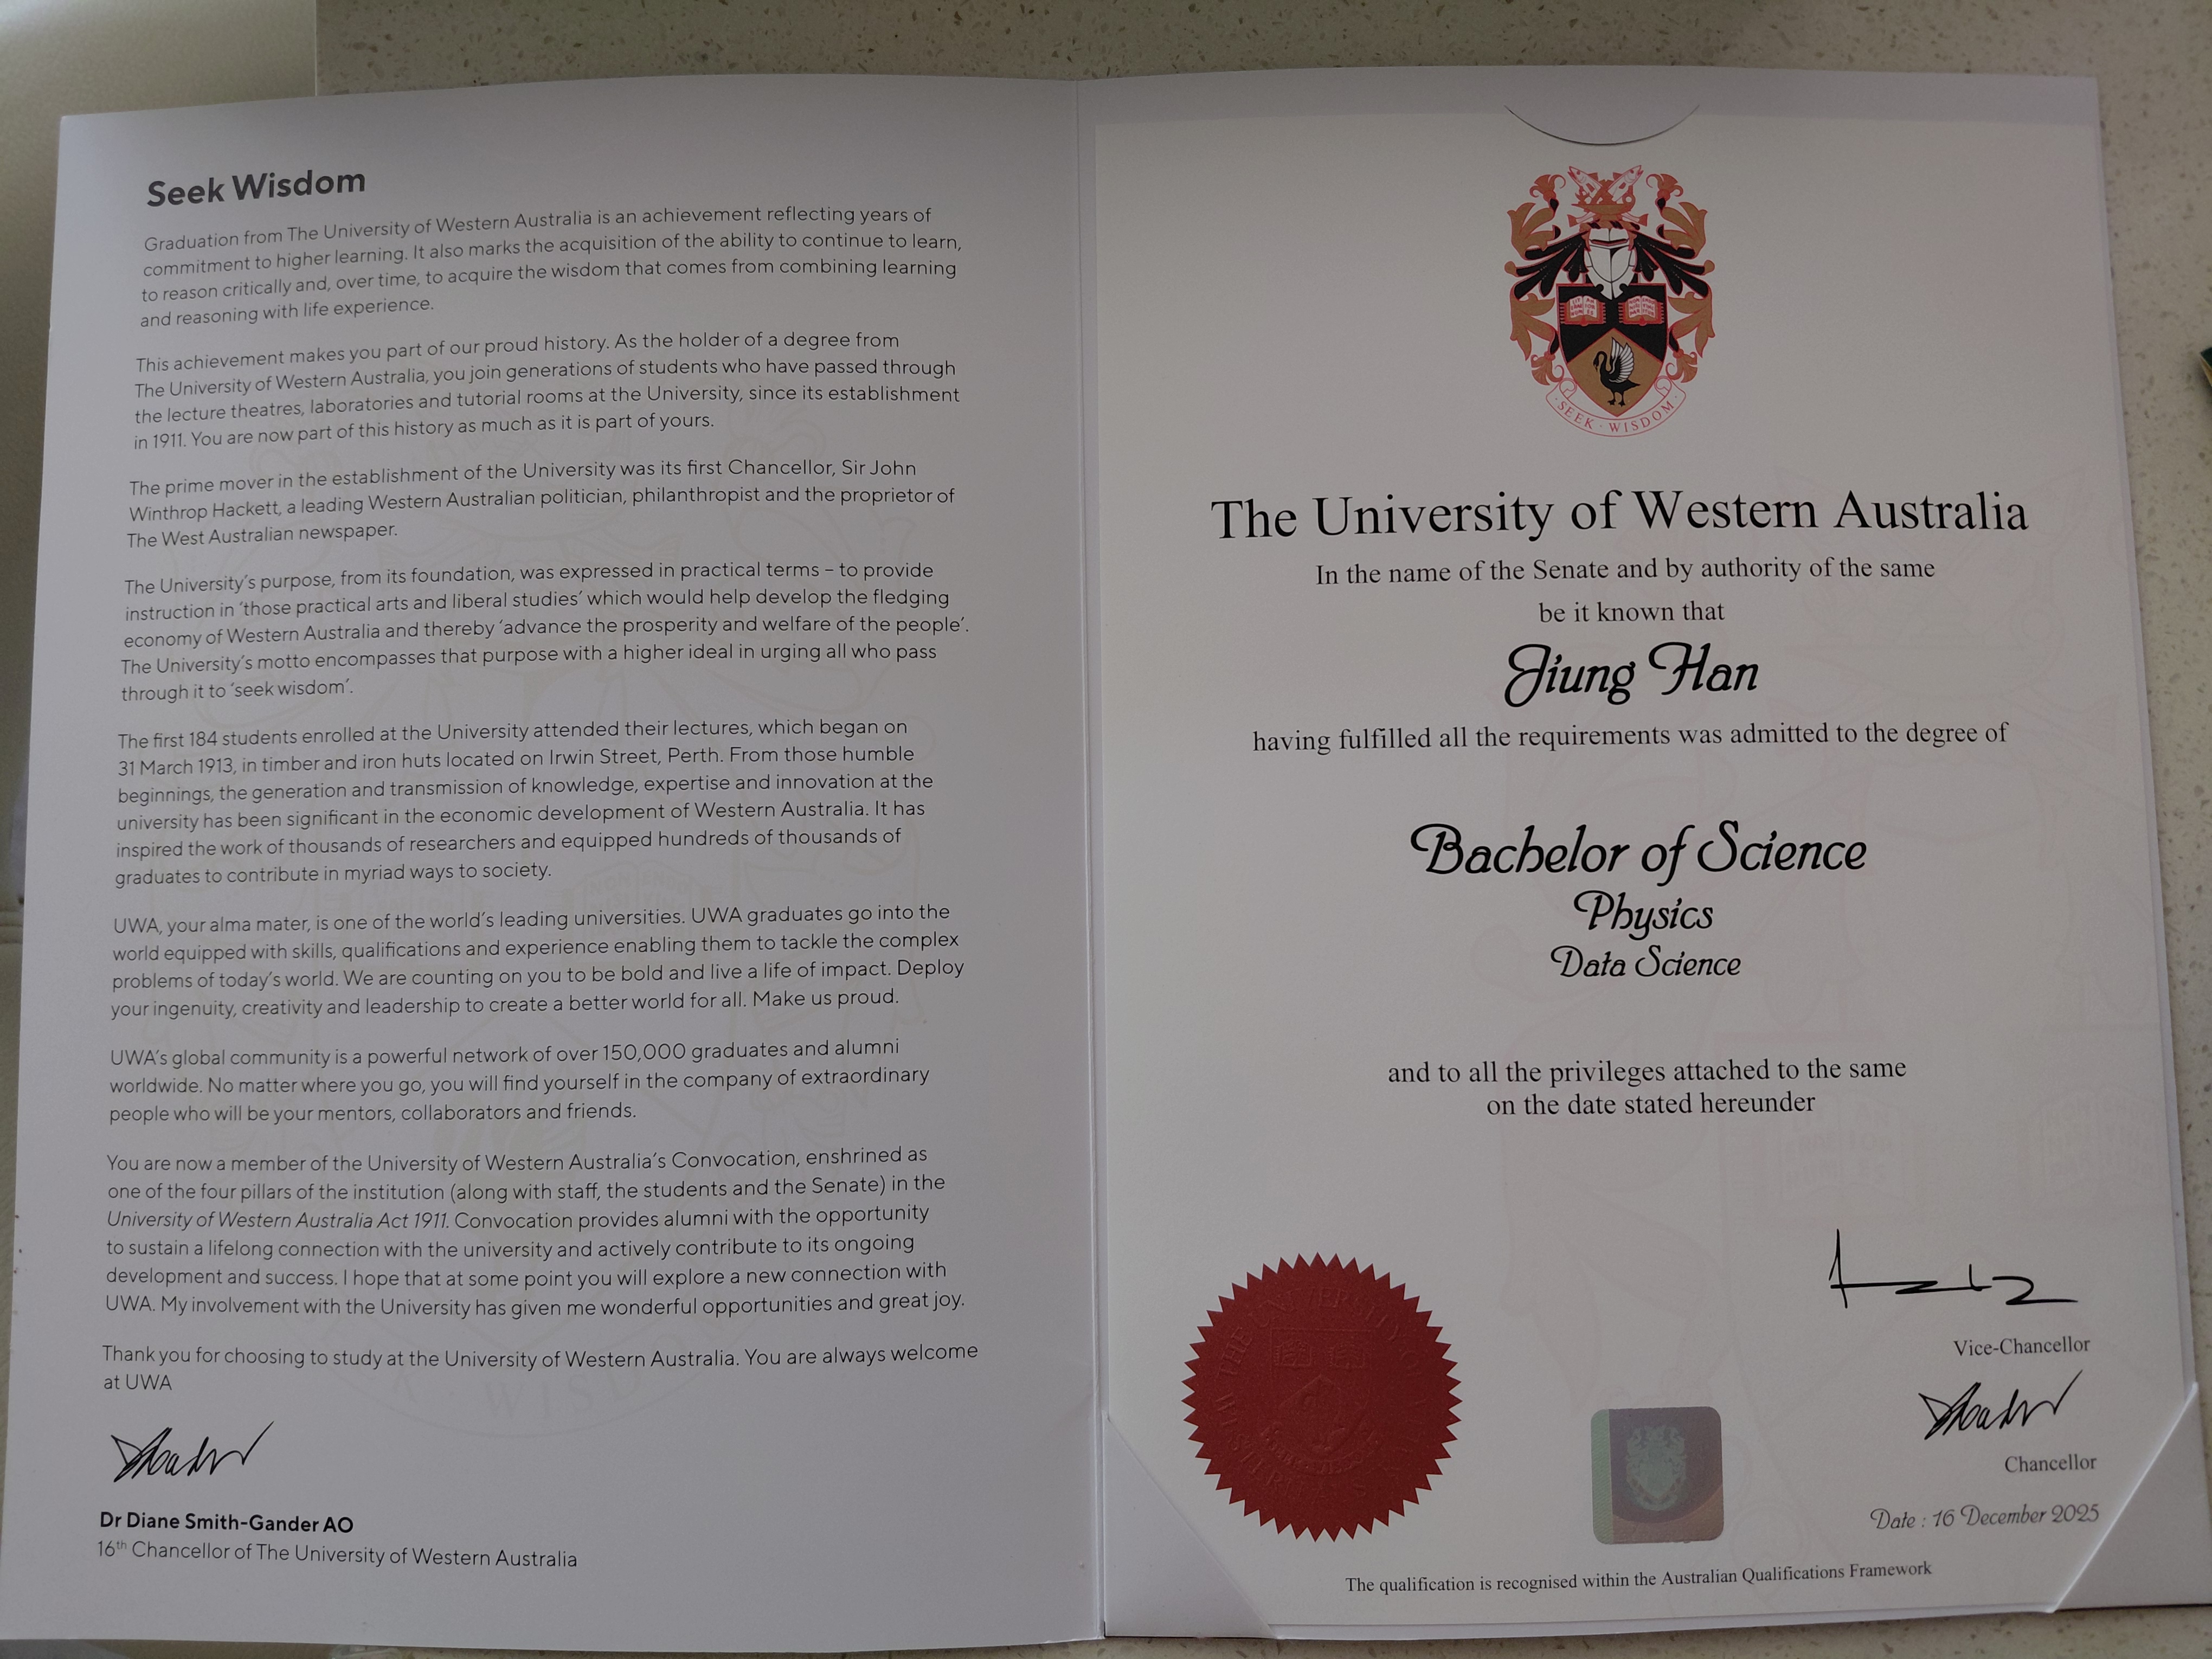 Seek Wisdom
Graduation from The University of Western Australia is an achievement reflecting years of
commitment to higher learning. It also marks the acquisition of the ability to continue to learn,
to reason critically and, over time, to acquire the wisdom that comes from combining learning
and reasoning with life experience.
This achievement makes you part of our proud history. As the holder of a degree from
The University of Western Australia, you join generations of students who have passed through
the lecture theatres, laboratories and tutorial rooms at the University, since its establishment
in 1911. You are now part of this history as much as it is part of yours.
The prime mover in the establishment of the University was its first Chancellor, Sir John
Winthrop Hackett, a leading Western Australian politician, philanthropist and the proprietor of
The West Australian newspaper.
The University's purpose, from its foundation, was expressed in practical terms – to provide
instruction in 'those practical arts and liberal studies' which would help develop the fledging
economy of Western Australia and thereby 'advance the prosperity and welfare of the people'.
The University's motto encompasses that purpose with a higher ideal in urging all who pass
through it to 'seek wisdom'.
The first 184 students enrolled at the University attended their lectures, which began on
31 March 1913, in timber and iron huts located on Irwin Street, Perth. From those humble
beginnings, the generation and transmission of knowledge, expertise and innovation at the
university has been significant in the economic development of Western Australia. It has
inspired the work of thousands of researchers and equipped hundreds of thousands of
graduates to contribute in myriad ways to society.
UWA, your alma mater, is one of the world's leading universities. UWA graduates go into the
world equipped with skills, qualifications and experience enabling them to tackle the complex
problems of today's world. We are counting on you to be bold and live a life of impact. Deploy
your ingenuity, creativity and leadership to create a better world for all. Make us proud.
UWA's global community is a powerful network of over 150,000 graduates and alumni
worldwide. No matter where you go, you will find yourself in the company of extraordinary
people who will be your mentors, collaborators and friends.
You are now a member of the University of Western Australia's Convocation, enshrined as
one of the four pillars of the institution (along with staff, the students and the Senate) in the
University of Western Australia Act 1911. Convocation provides alumni with the opportunity
to sustain a lifelong connection with the university and actively contribute to its ongoing
development and success. I hope that at some point you will explore a new connection with
UWA. My involvement with the University has given me wonderful opportunities and great joy.
Thank you for choosing to study at the University of Western Australia. You are always welcome
at UWA
Dr Diane Smith-Gander AO
16th Chancellor of The University of Western Australia
SEEK · WISDOM
The University of Western Australia
In the name of the Senate and by authority of the same
be it known that
Jiung Han
having fulfilled all the requirements was admitted to the degree of
Bachelor of Science
Physics
Data Science
and to all the privileges attached to the same
on the date stated hereunder
Vice-Chancellor
Chancellor
Date : 16 December 2025
The qualification is recognised within the Australian Qualifications Framework